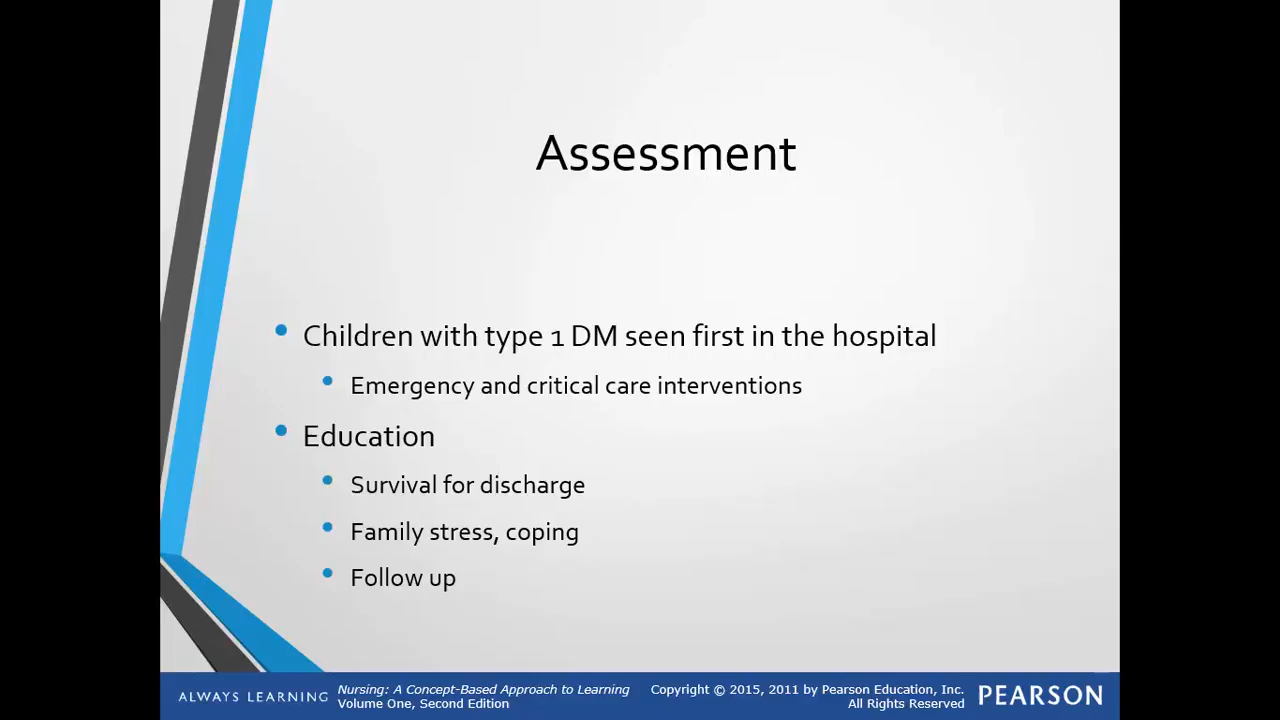 Assessment
• Children with type 1 DM seen first in the hospital
• Emergency and critical care interventions
• Education
• Survival for discharge
• Family stress, coping
• Follow up
ALWAYS LEARNING
Nursing: A Concept-Based Approach to Learning
Volume One, Second Edition
Copyright © 2015, 2011 by Pearson Education, Inc.
All Rights Reserved
PEARSON